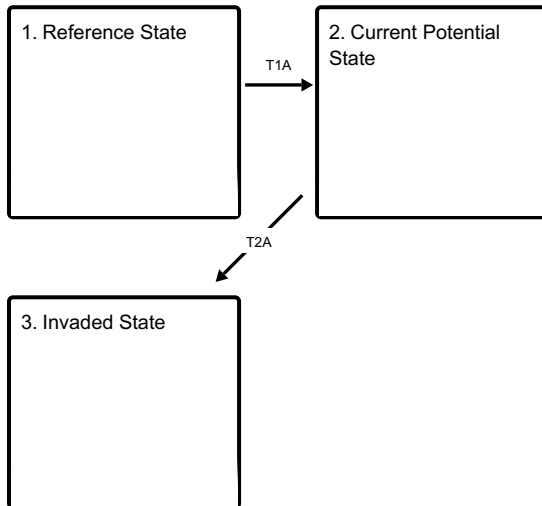 1. Reference State
T1A
2. Current Potential
State
T2A
3. Invaded State